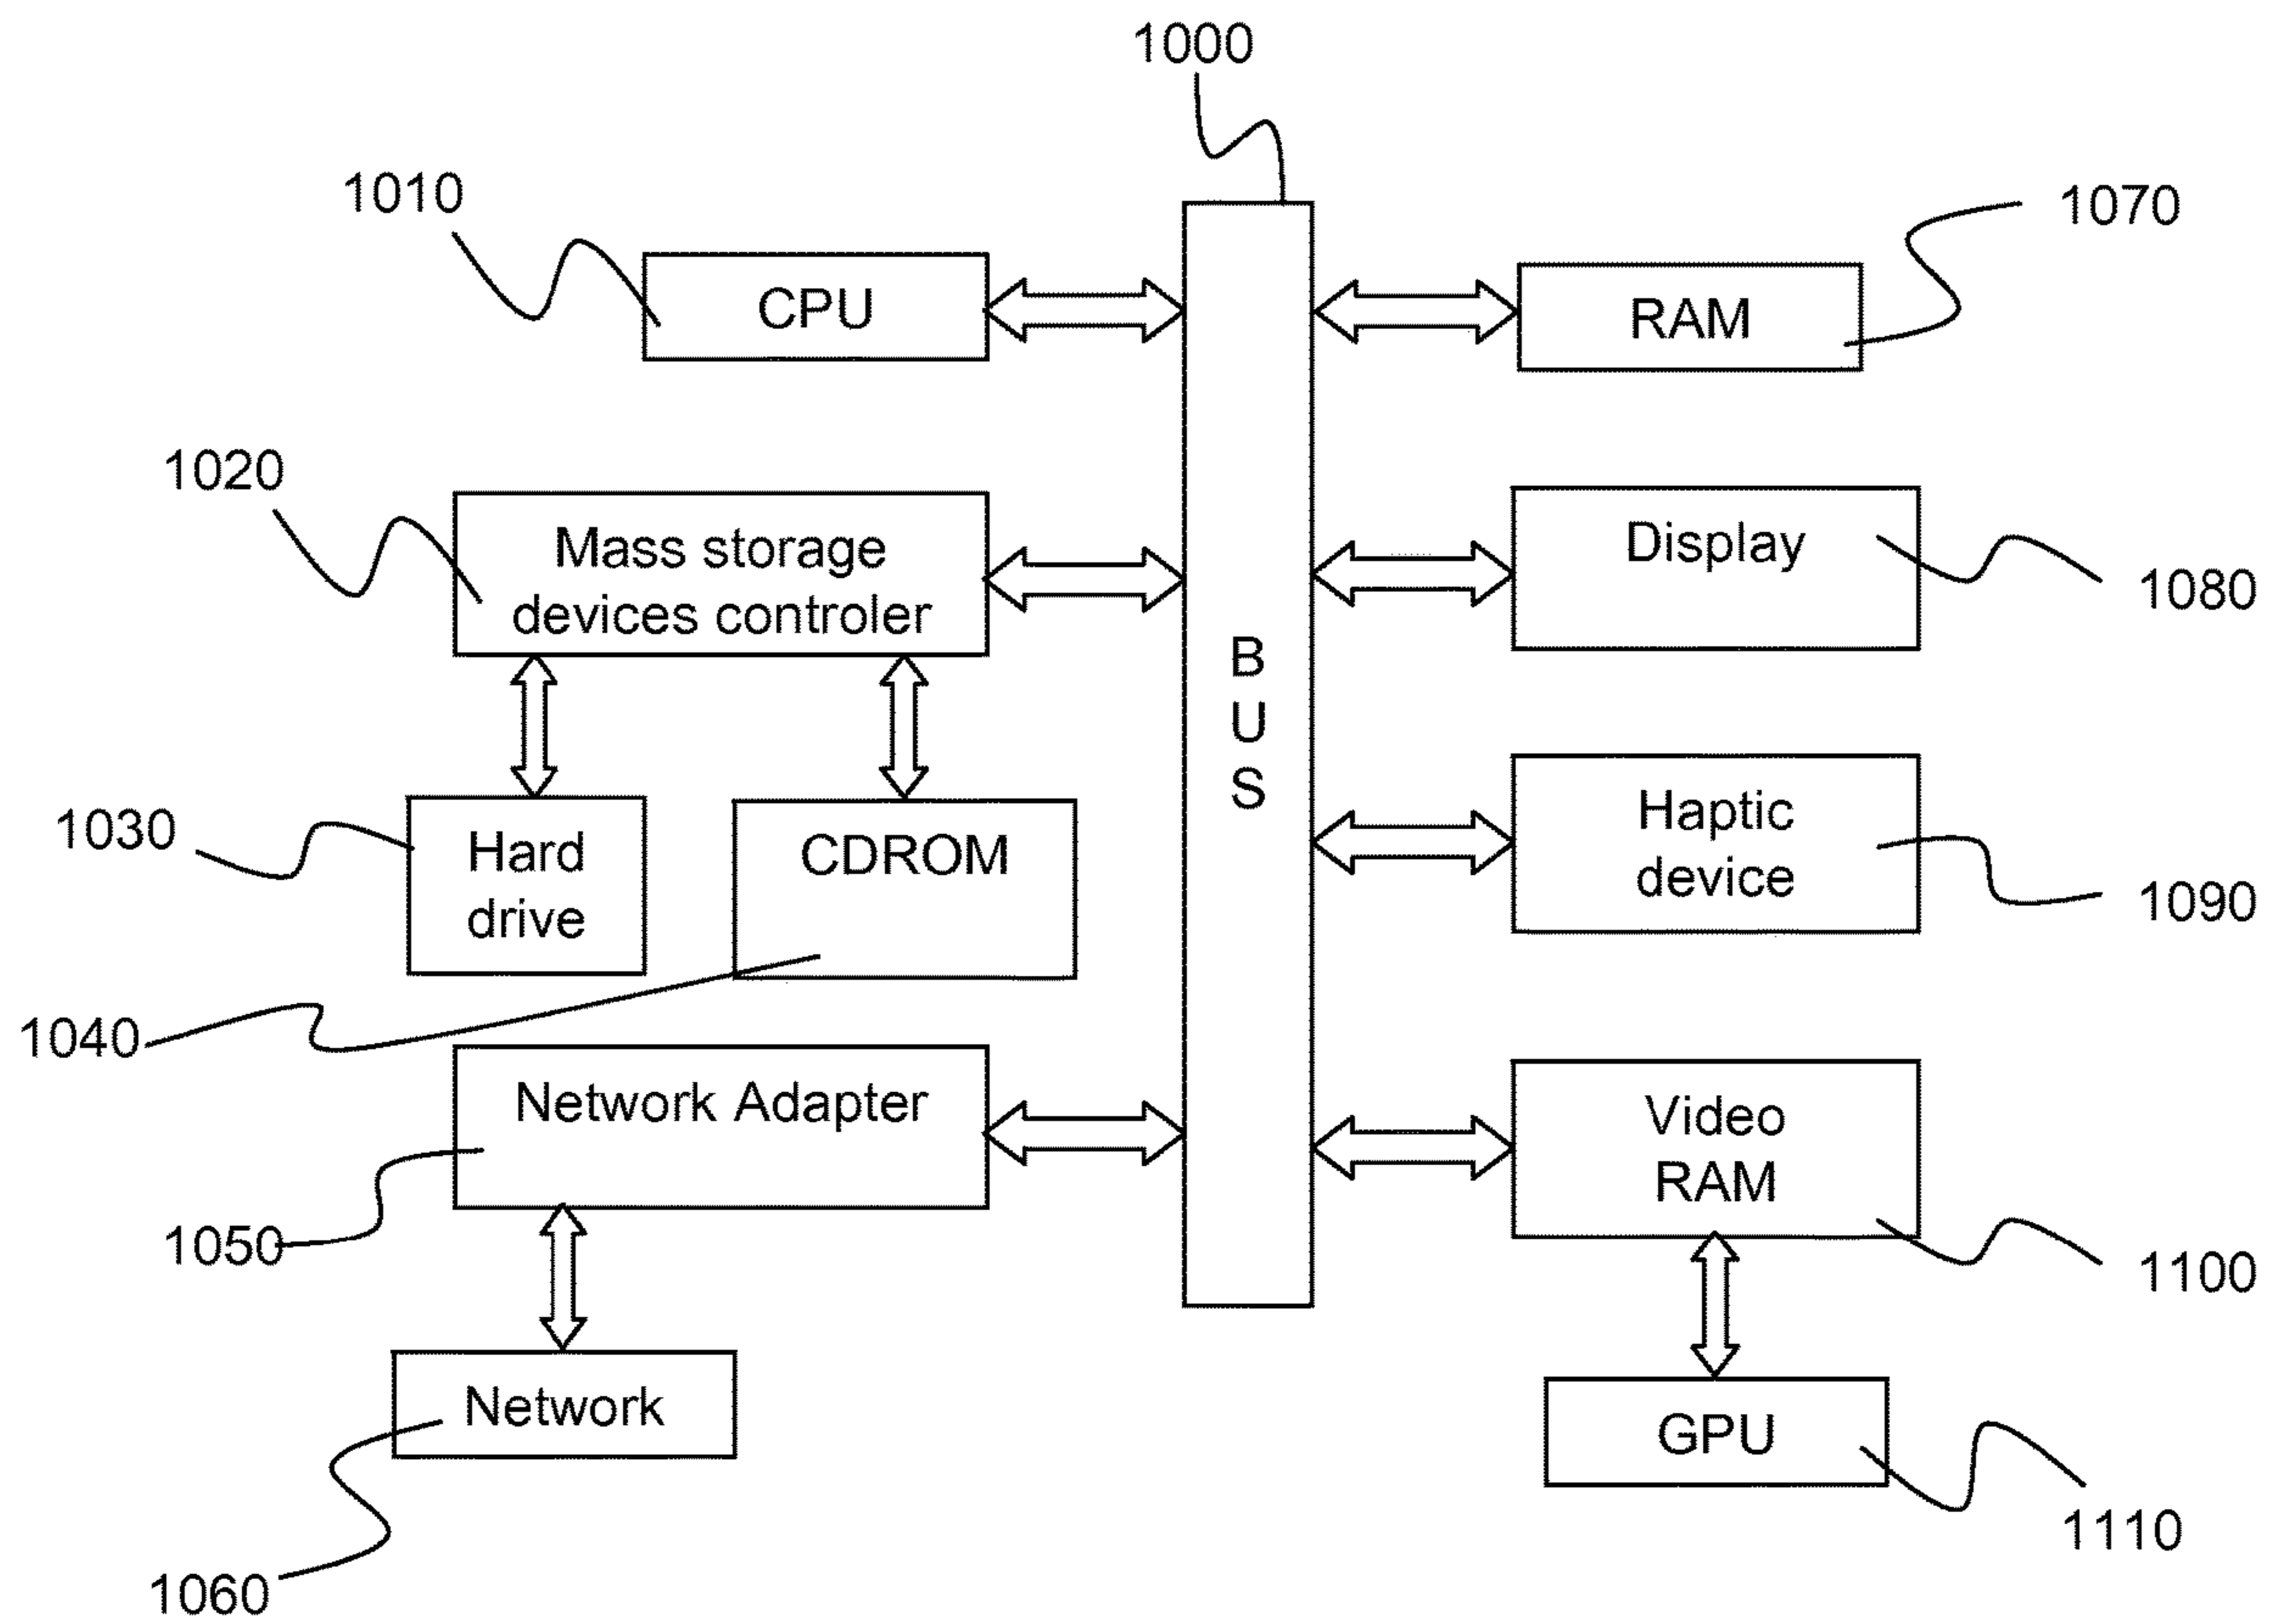 1000
1010
1070
CPU
RAM
1020
Mass storage
devices controler
Display
1080
B
U
S
1030
Hard
drive
CDROM
Haptic
device
1090
1040
Network Adapter
Video
RAM
1050
1100
Network
GPU
1110
1060